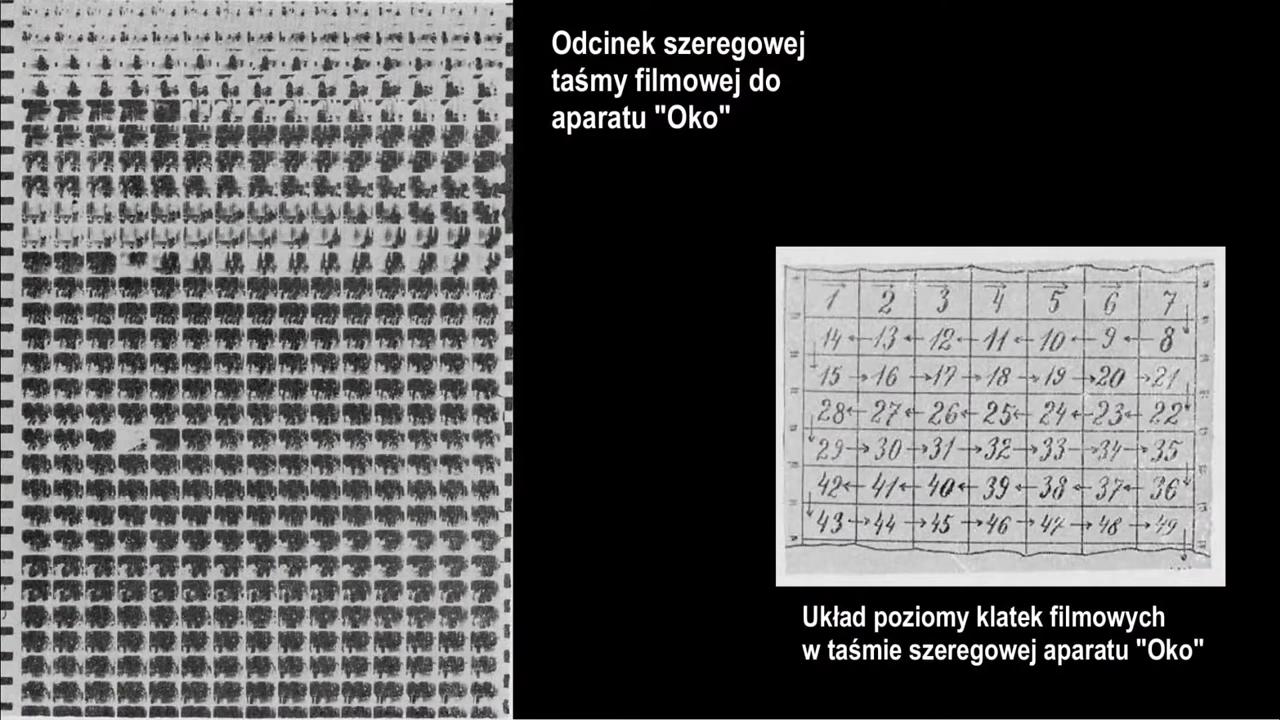 Odcinek szeregowej
taśmy filmowej do
aparatu "Oko"
1 2 3 4 5 6 7
14 ← 13 ← 12 ← 11 ← 10 ← 9 ← 8
15 → 16 → 17 → 18 → 19 → 20 → 21
28 ← 27 ← 26 ← 25 ← 24 ← 23 ← 22
29 → 30 → 31 → 32 → 33 → 34 → 35
42 ← 41 ← 40 ← 39 ← 38 ← 37 ← 36
43 → 44 → 45 → 46 → 47 → 48 → 49
Układ poziomy klatek filmowych
w taśmie szeregowej aparatu "Oko"